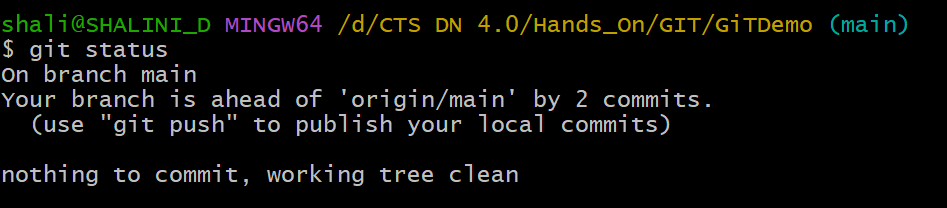 shali@SHALINI_D MINGW64 /d/CTS DN 4.0/Hands_On/GIT/GiTDemo (main)
$ git status
On branch main
Your branch is ahead of 'origin/main' by 2 commits.
  (use "git push" to publish your local commits)

nothing to commit, working tree clean